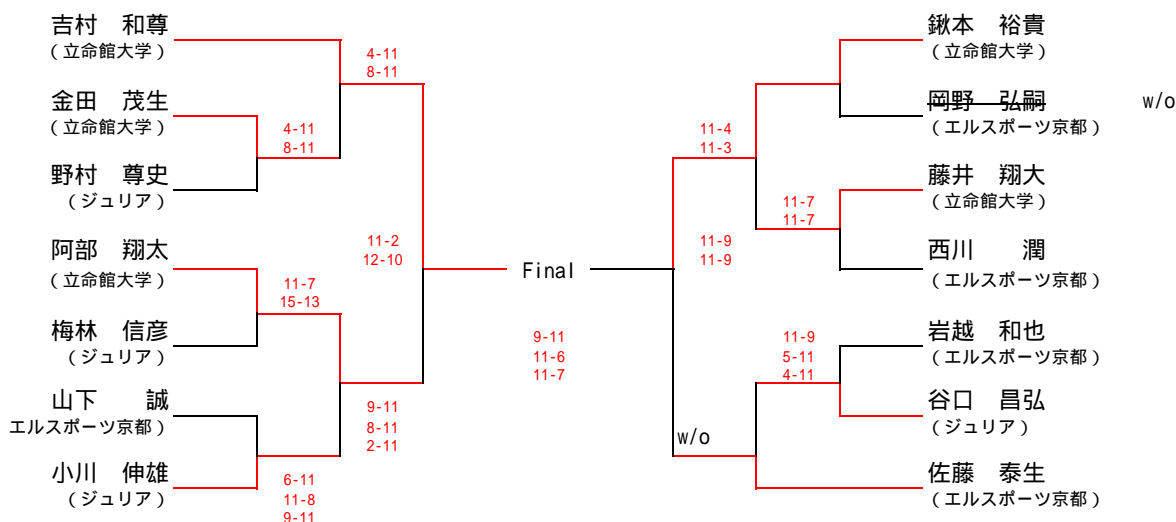 吉村　和尊
(立命館大学)
金田　茂生
(立命館大学)
野村　尊史
(ジュリア)
阿部　翔太
(立命館大学)
梅林　信彦
(ジュリア)
山下　　誠
エルスポーツ京都)
小川　伸雄
(ジュリア)
4-11
8-11
4-11
8-11
11-2
12-10
11-7
15-13
9-11
8-11
2-11
6-11
11-8
9-11
Final
9-11
11-6
11-7
11-4
11-3
11-7
11-7
11-9
11-9
11-9
5-11
4-11
w/o
鍬本　裕貴
(立命館大学)
岡野　弘嗣
w/o
(エルスポーツ京都)
藤井　翔大
(立命館大学)
西川　　潤
(エルスポーツ京都)
岩越　和也
(エルスポーツ京都)
谷口　昌弘
(ジュリア)
佐藤　泰生
(エルスポーツ京都)